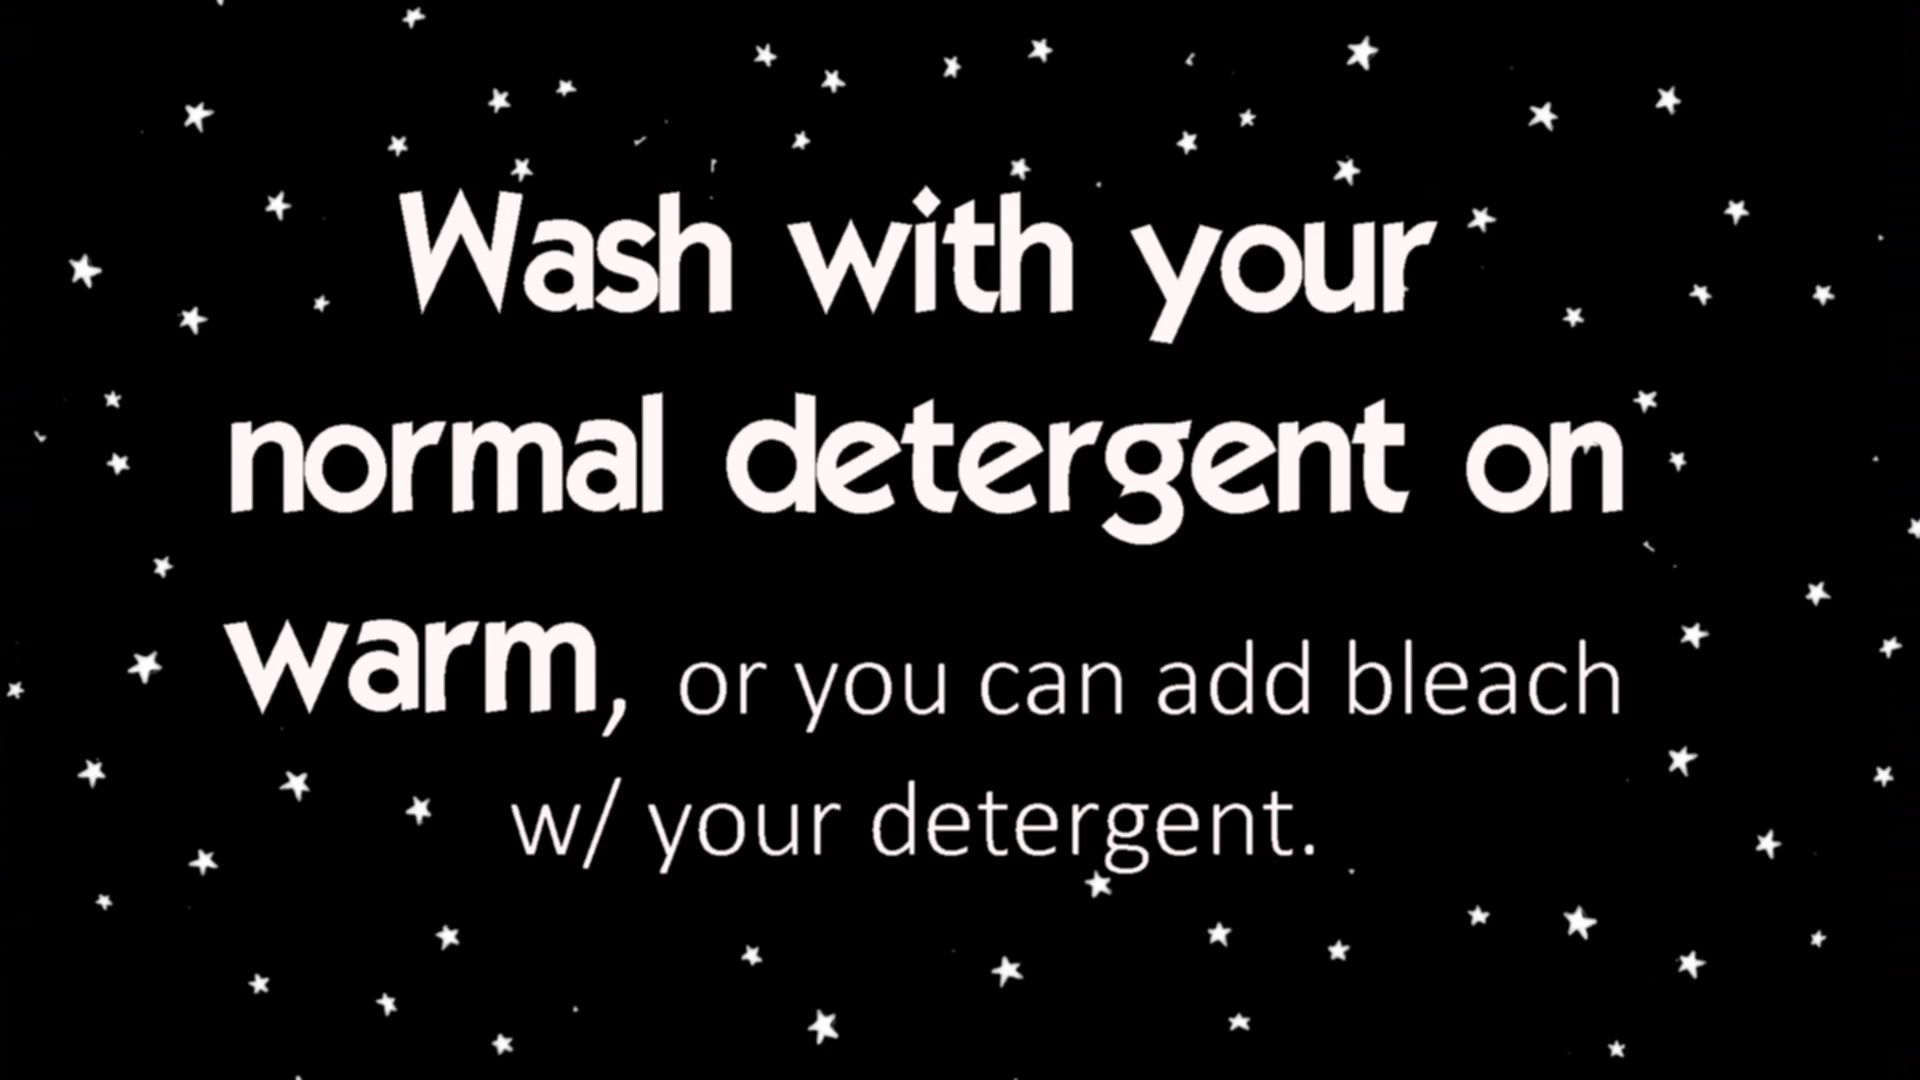 Wash with your
normal detergent on
warm, or you can add bleach
w/ your detergent.